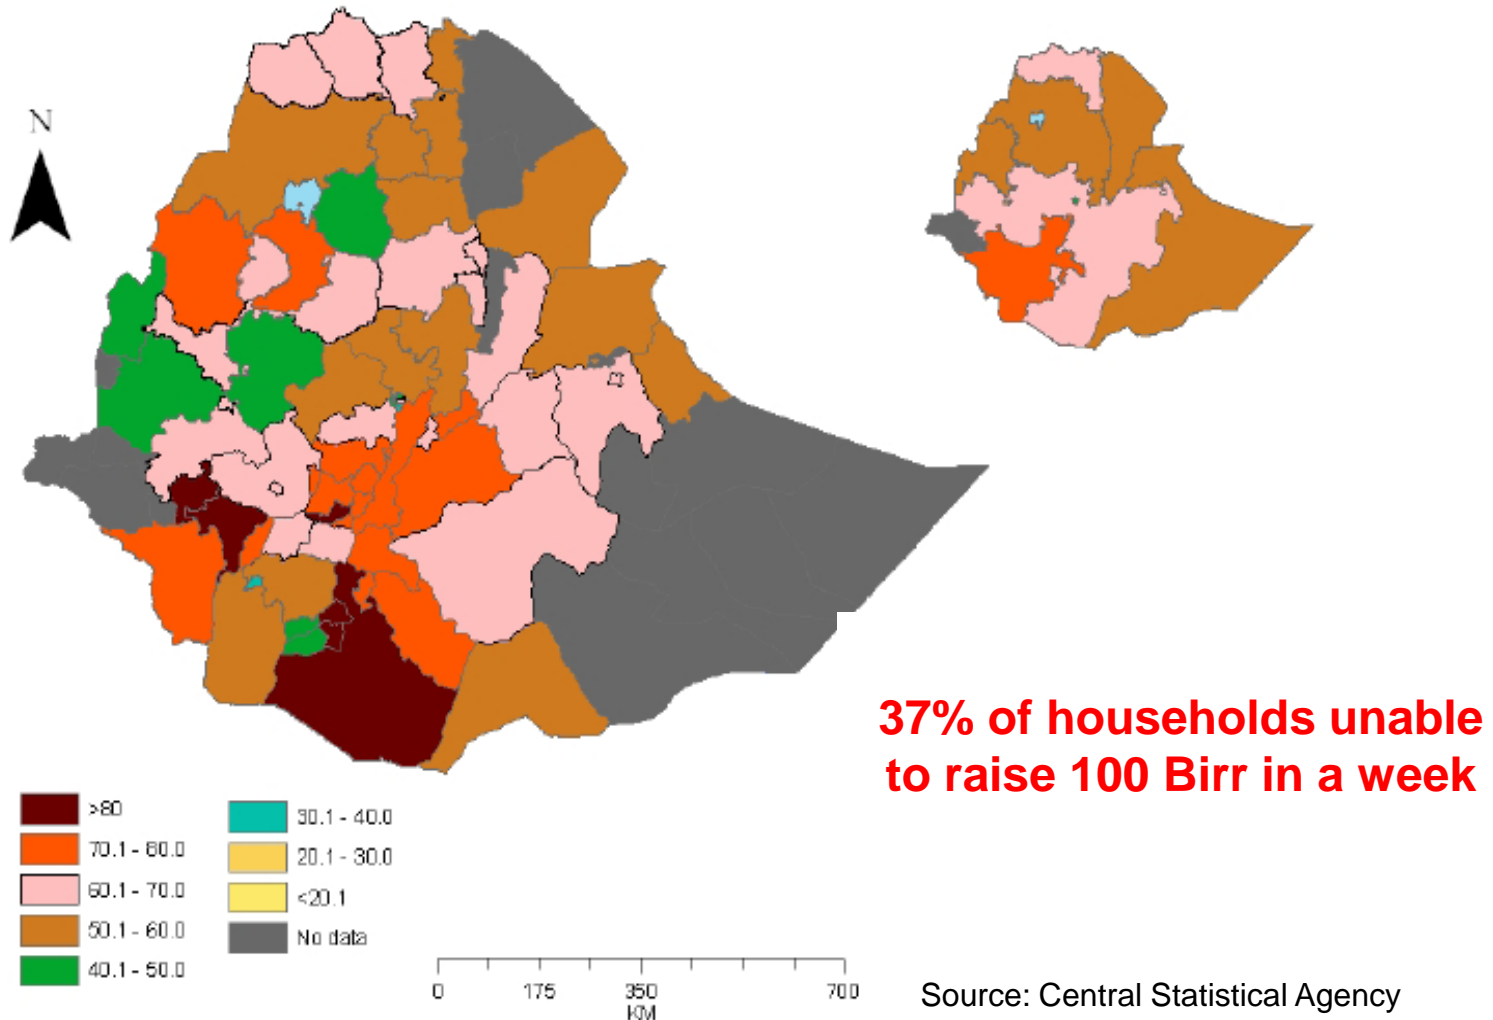 N
37% of households unable
to raise 100 Birr in a week
>80
70.1 - 80.0
60.1 - 70.0
50.1 - 60.0
40.1 - 50.0
30.1 - 40.0
20.1 - 30.0
<20.1
No data
0 175 350 700
KM
Source: Central Statistical Agency